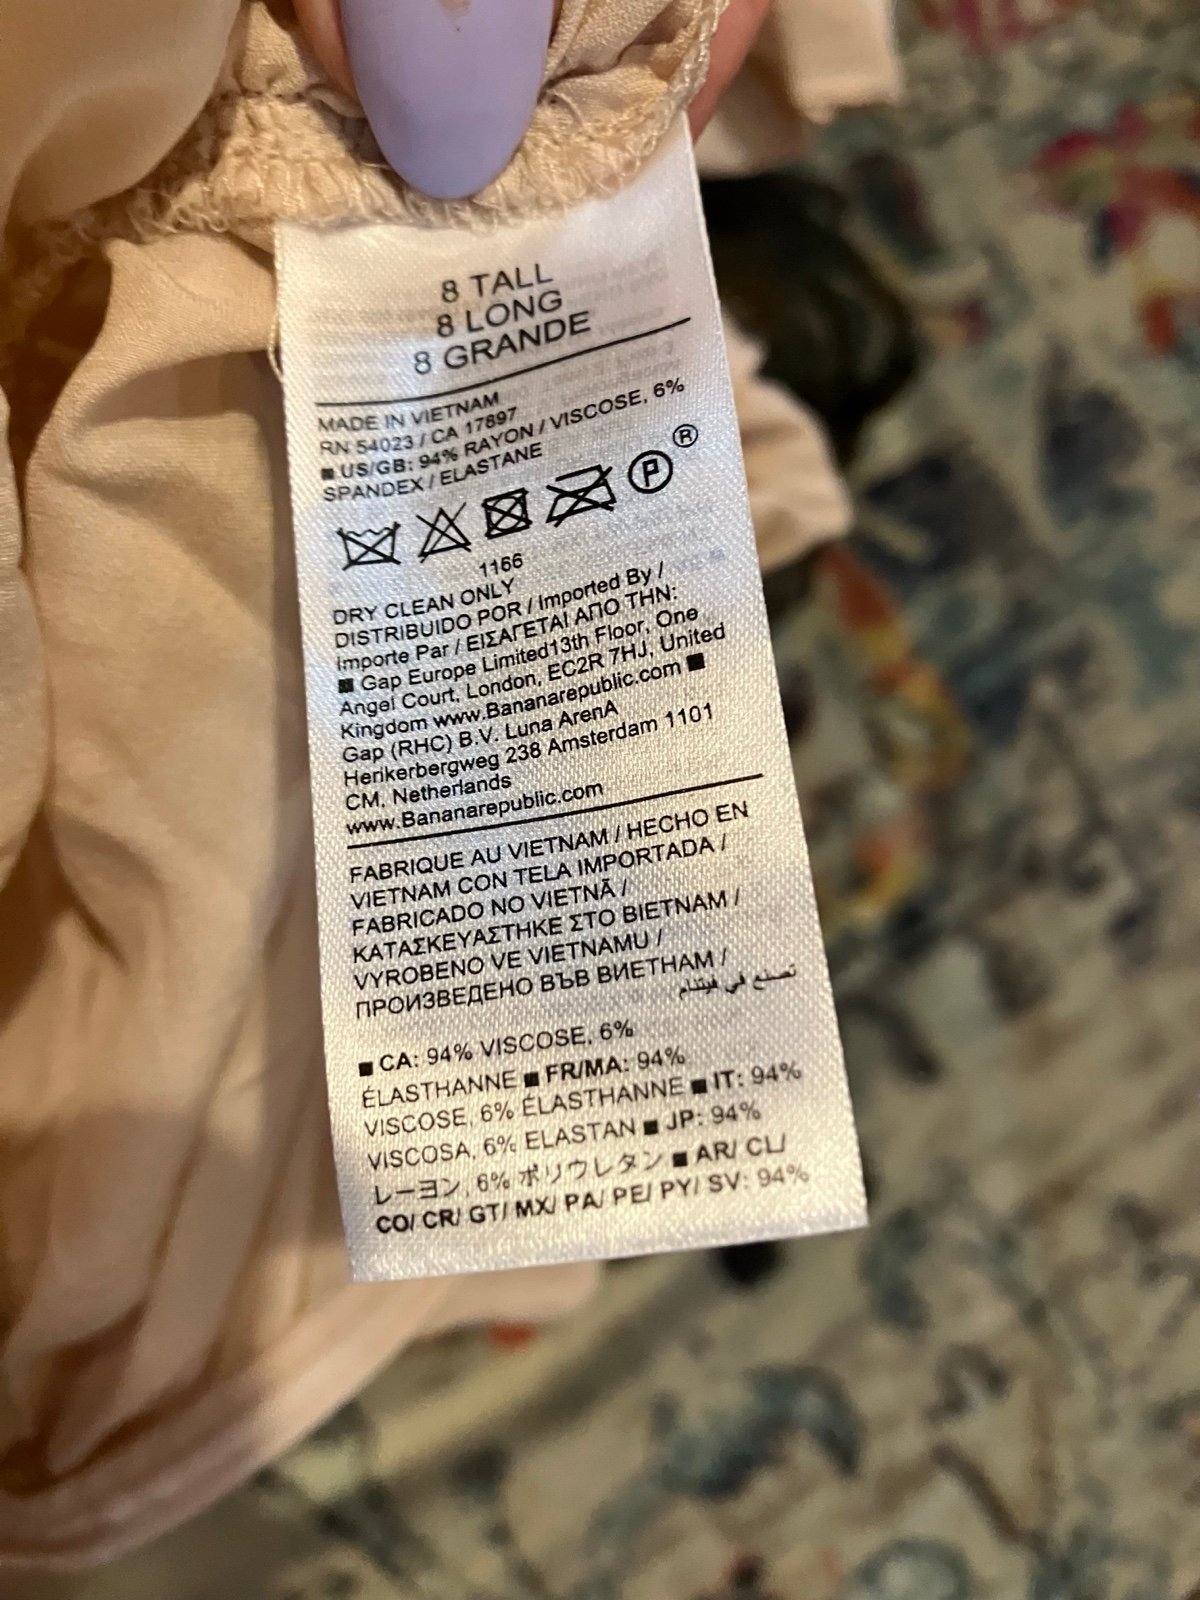 8 TALL
8 LONG
8 GRANDE
MADE IN VIETNAM
RN 54023 / CA 17897
■ US/GB: 94% RAYON / VISCOSE, 6%
SPANDEX / ELASTANE
P ®
1166
DRY CLEAN ONLY
DISTRIBUIDO POR / Imported By /
Importe Par / ΕΙΣΑΓΕΤΑΙ ΑΠΟ ΤΗΝ:
■ Gap Europe Limited13th Floor, One
Angel Court, London, EC2R 7HJ, United
Kingdom www.Bananarepublic.com ■
Gap (RHC) B.V. Luna ArenA
Herikerbergweg 238 Amsterdam 1101
CM, Netherlands
www.Bananarepublic.com
FABRIQUE AU VIETNAM / HECHO EN
VIETNAM CON TELA IMPORTADA /
FABRICADO NO VIETNÃ /
ΚΑΤΑΣΚΕΥΑΣΤΗΚΕ ΣΤΟ ΒΙΕΤΝΑΜ /
VYROBENO VE VIETNAMU /
ПРОИЗВЕДЕНО ВЪВ ВИЕТНАМ /
تصنع في فيتنام
■ CA: 94% VISCOSE, 6%
ÉLASTHANNE ■ FR/MA: 94%
VISCOSE, 6% ÉLASTHANNE ■ IT: 94%
VISCOSA, 6% ELASTAN ■ JP: 94%
レーヨン, 6% ポリウレタン ■ AR/ CL/
CO/ CR/ GT/ MX/ PA/ PE/ PY/ SV: 94%